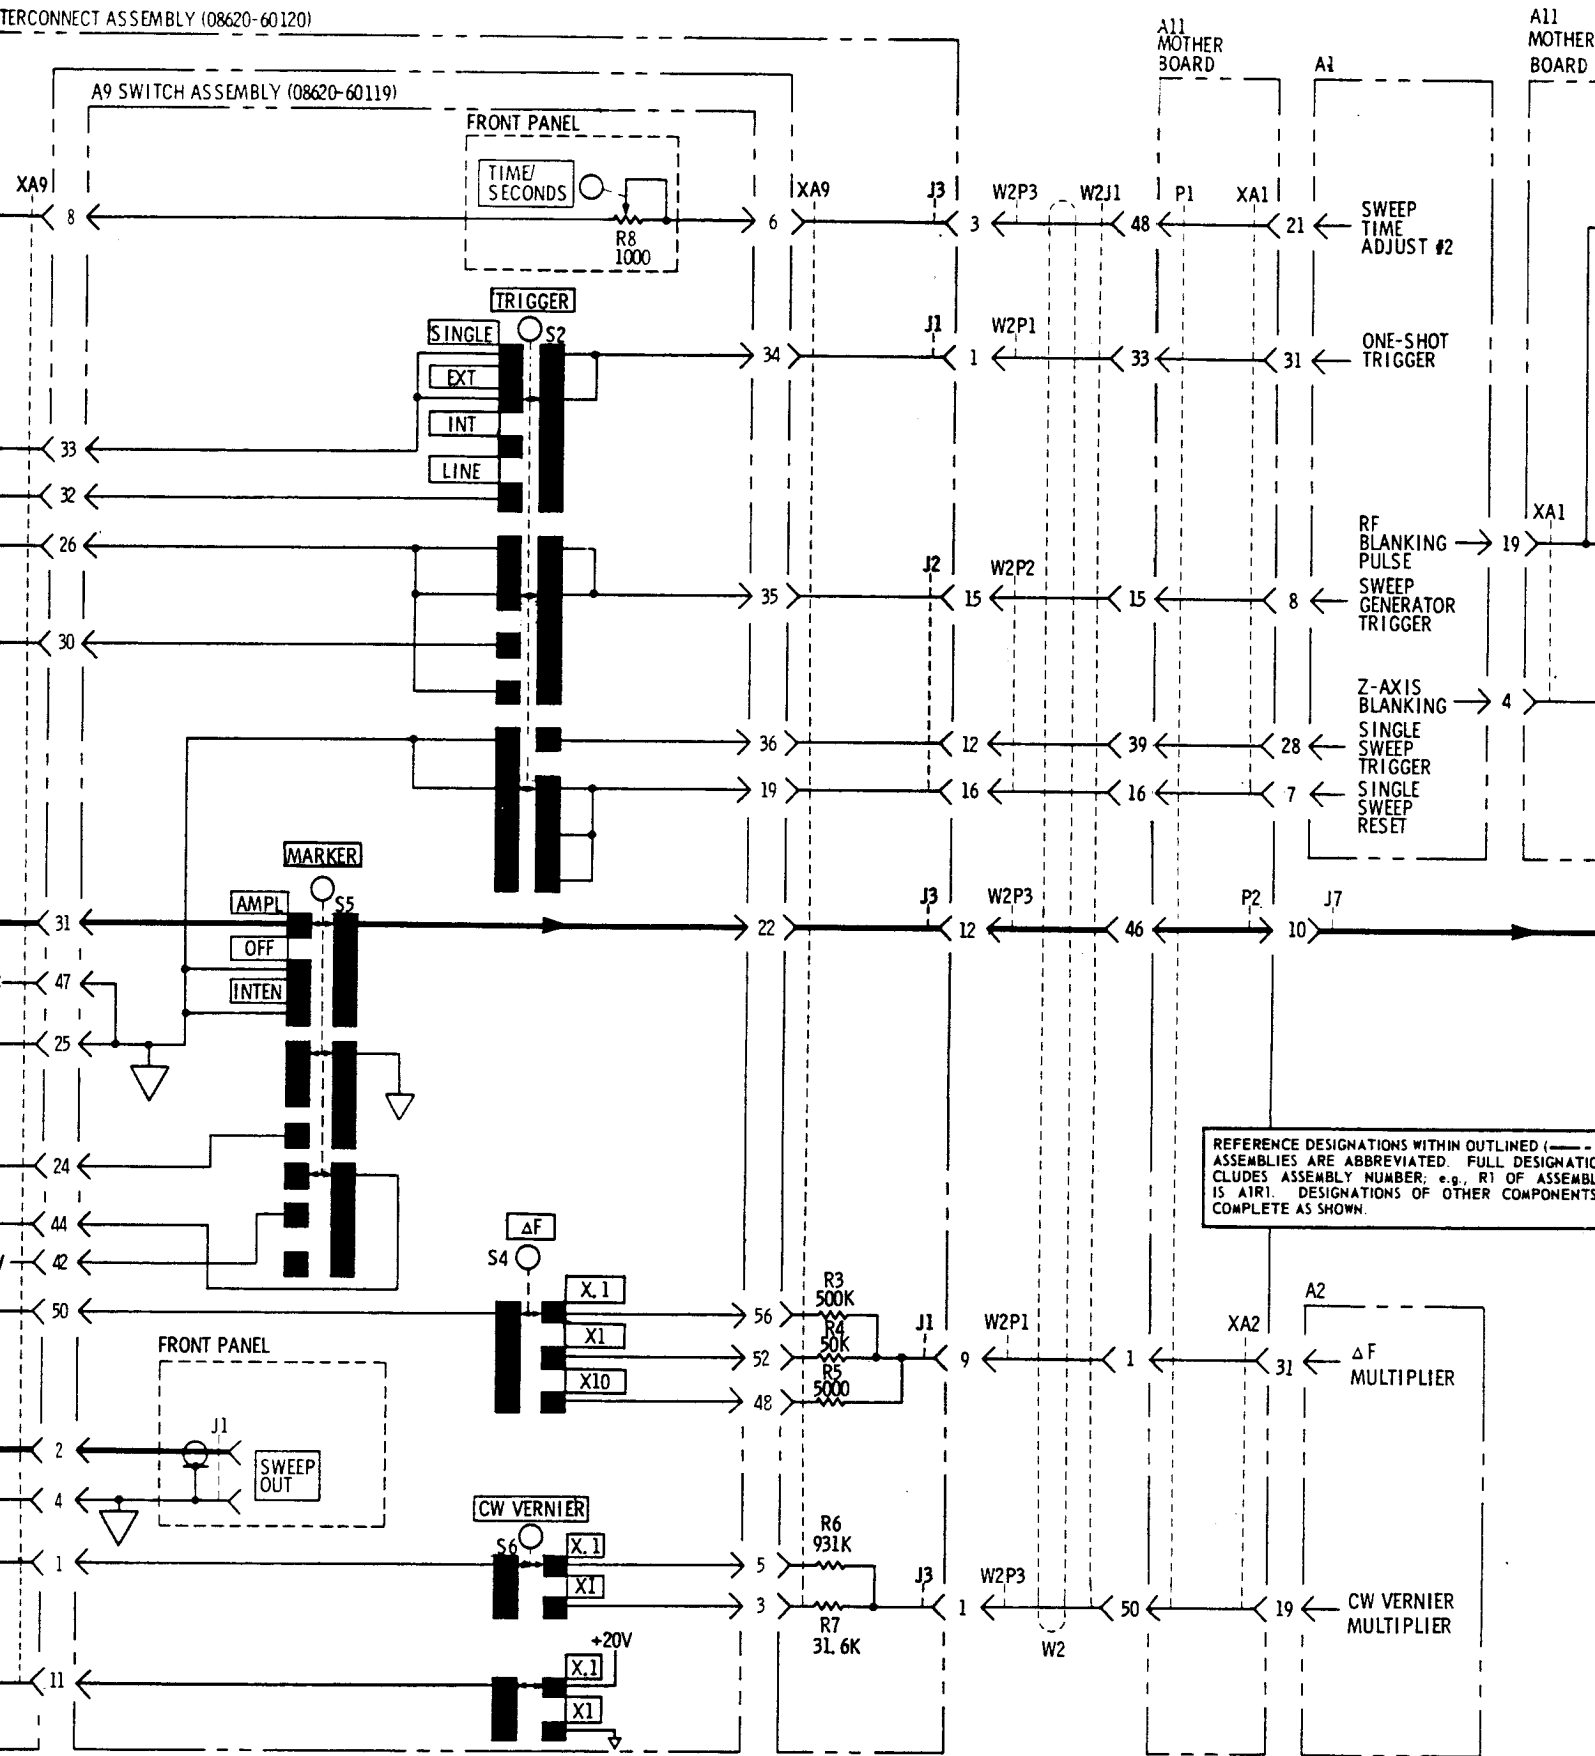 TERCONNECT ASSEMBLY (08620-60120)
A11
MOTHER
BOARD
A1
A11
MOTHER
BOARD
A9 SWITCH ASSEMBLY (08620-60119)
FRONT PANEL
TIME/
SECONDS
R8
1000
XA9
8
6
XA9
J3
3
W2P3
W2J1
48
P1
XA1
21
SWEEP
TIME
ADJUST #2
TRIGGER
SINGLE
S2
EXT
INT
LINE
34
J1
1
W2P1
33
31
ONE-SHOT
TRIGGER
33
32
26
30
35
J2
15
W2P2
15
8
RF
BLANKING
PULSE
19
XA1
SWEEP
GENERATOR
TRIGGER
Z-AXIS
BLANKING
4
36
12
39
28
SINGLE
SWEEP
TRIGGER
19
16
16
7
SINGLE
SWEEP
RESET
MARKER
AMPL
S5
OFF
INTEN
31
22
J3
12
W2P3
46
P2
10
J7
47
25
24
44
42
50
REFERENCE DESIGNATIONS WITHIN OUTLINED (
ASSEMBLIES ARE ABBREVIATED. FULL DESIGNATIO
CLUDES ASSEMBLY NUMBER; e.g., R1 OF ASSEMBL
IS A1R1. DESIGNATIONS OF OTHER COMPONENTS
COMPLETE AS SHOWN.
ΔF
S4
X.1
X1
X10
56
52
48
R3
500K
R4
50K
R5
5000
J1
9
W2P1
1
XA2
31
A2
ΔF
MULTIPLIER
FRONT PANEL
J1
SWEEP
OUT
2
4
CW VERNIER
S6
X.1
X1
1
5
3
R6
931K
R7
31.6K
J3
1
W2P3
50
19
CW VERNIER
MULTIPLIER
W2
+20V
X.1
X1
11